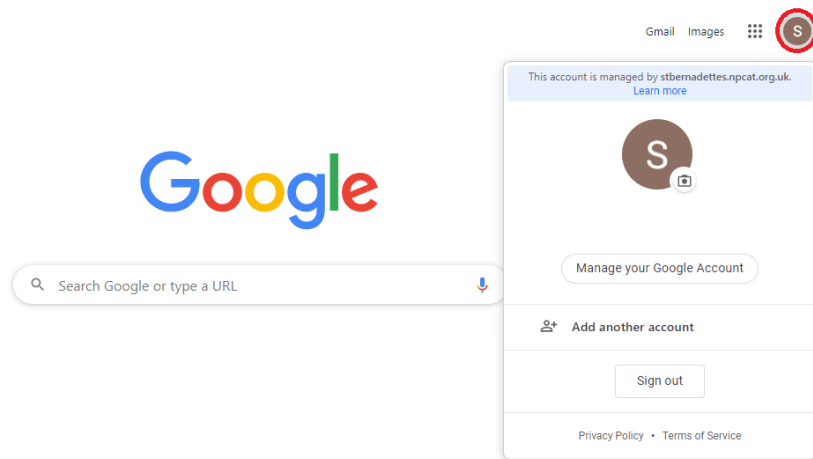 Gmail Images
S
This account is managed by stbernadettes.npcat.org.uk.
Learn more
S
Google
Search Google or type a URL
Manage your Google Account
Add another account
Sign out
Privacy Policy • Terms of Service